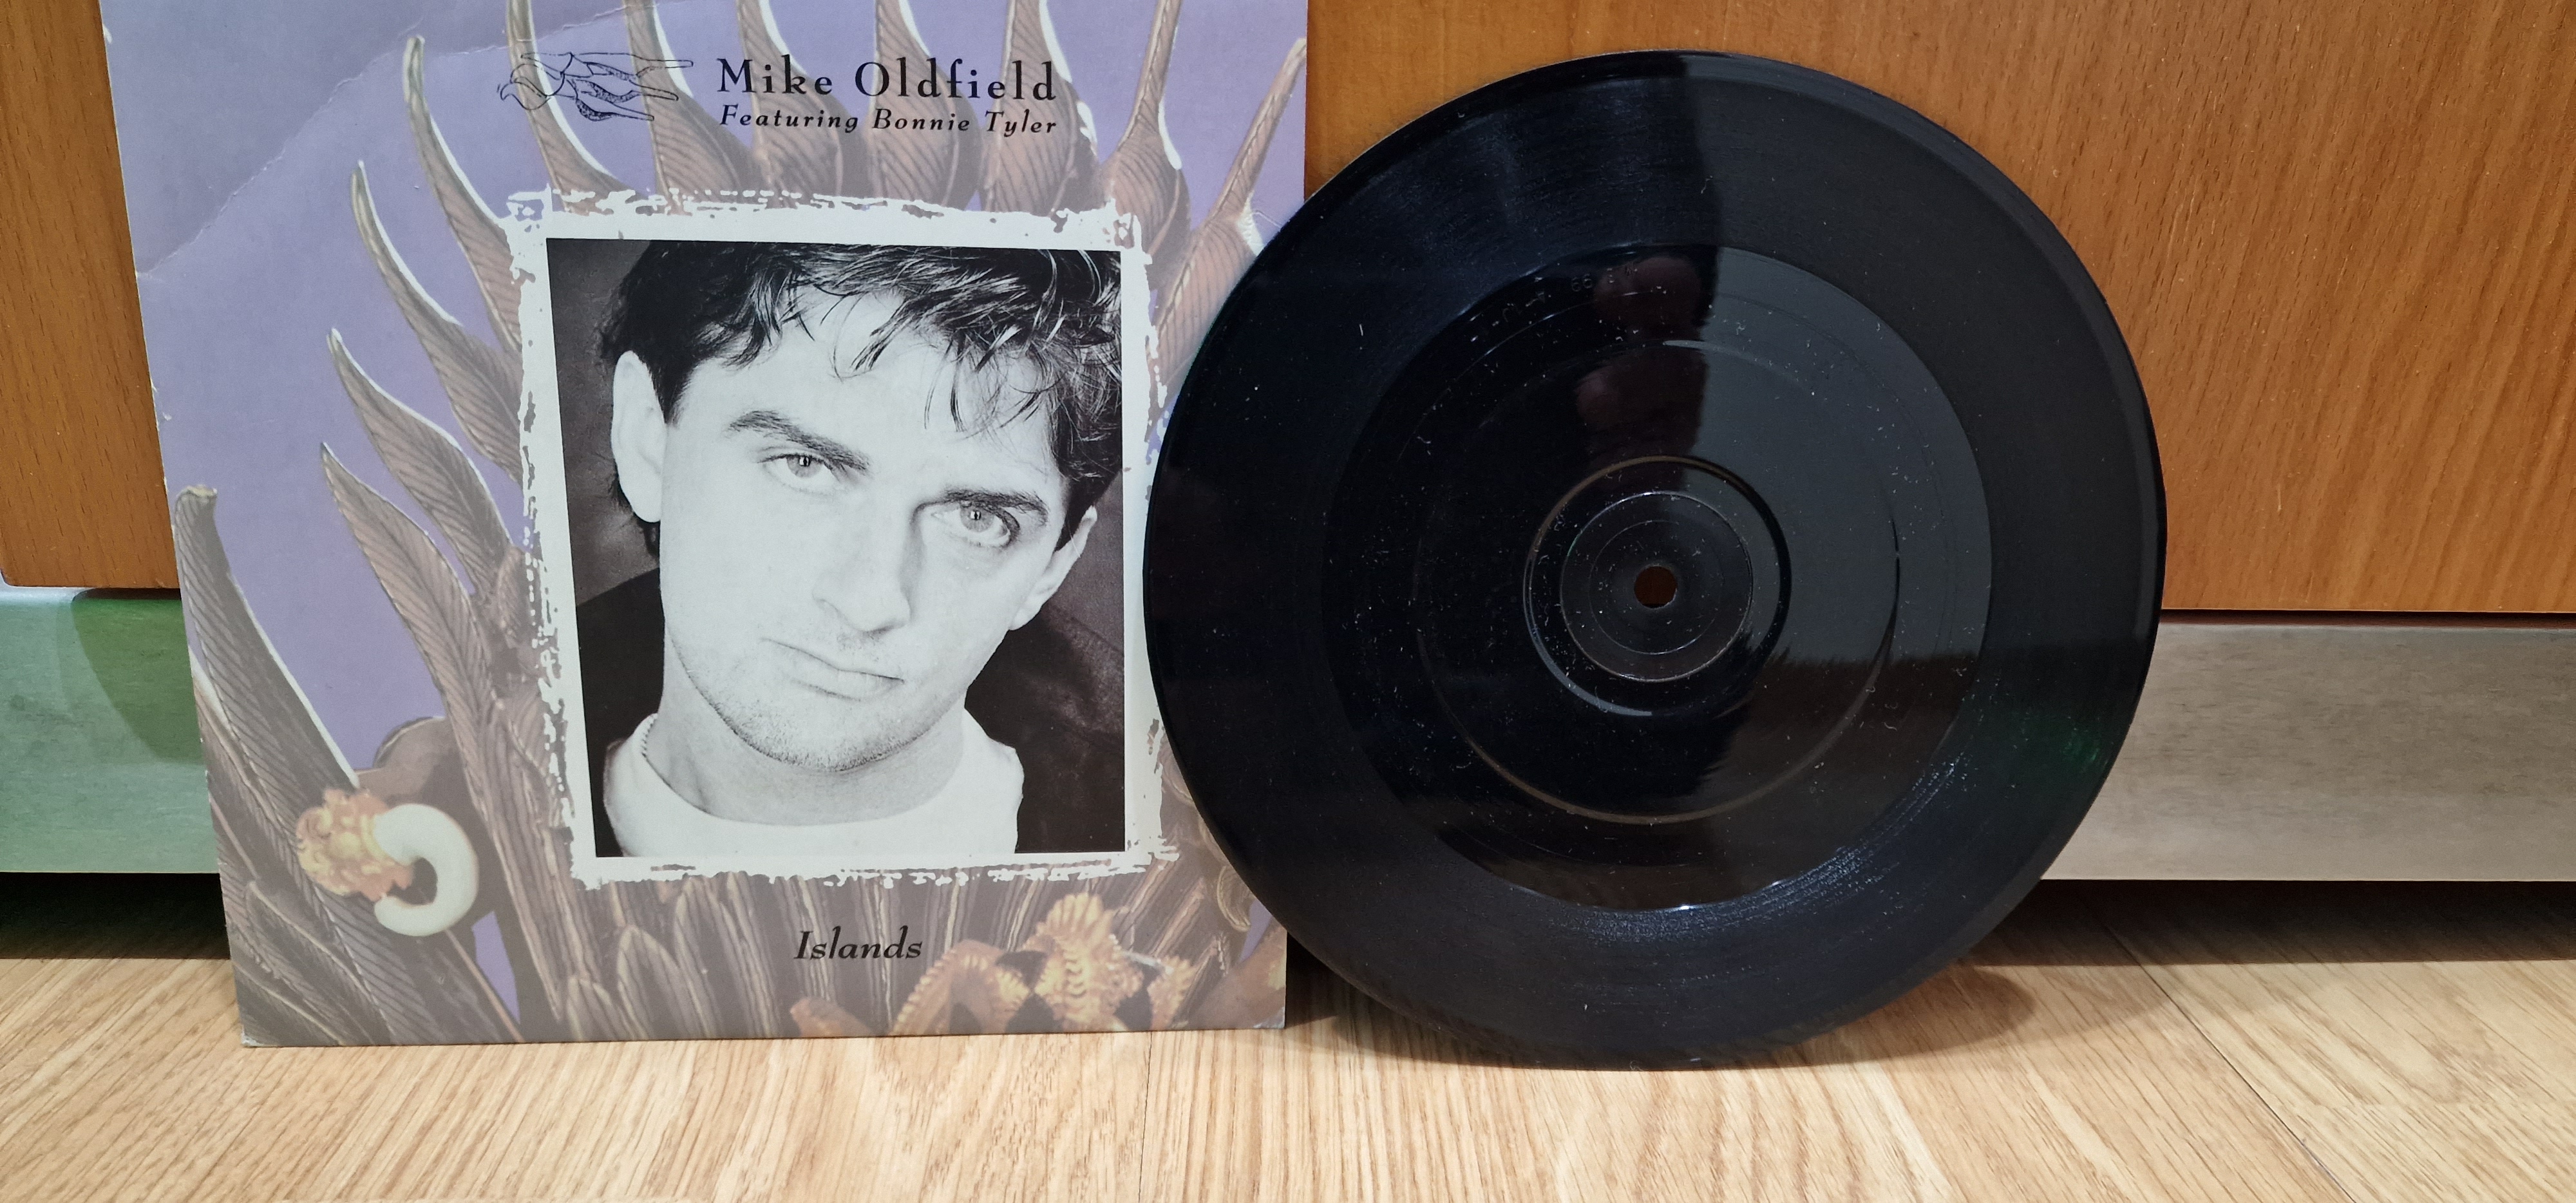 Mike Oldfield
Featuring Bonnie Tyler
Islands